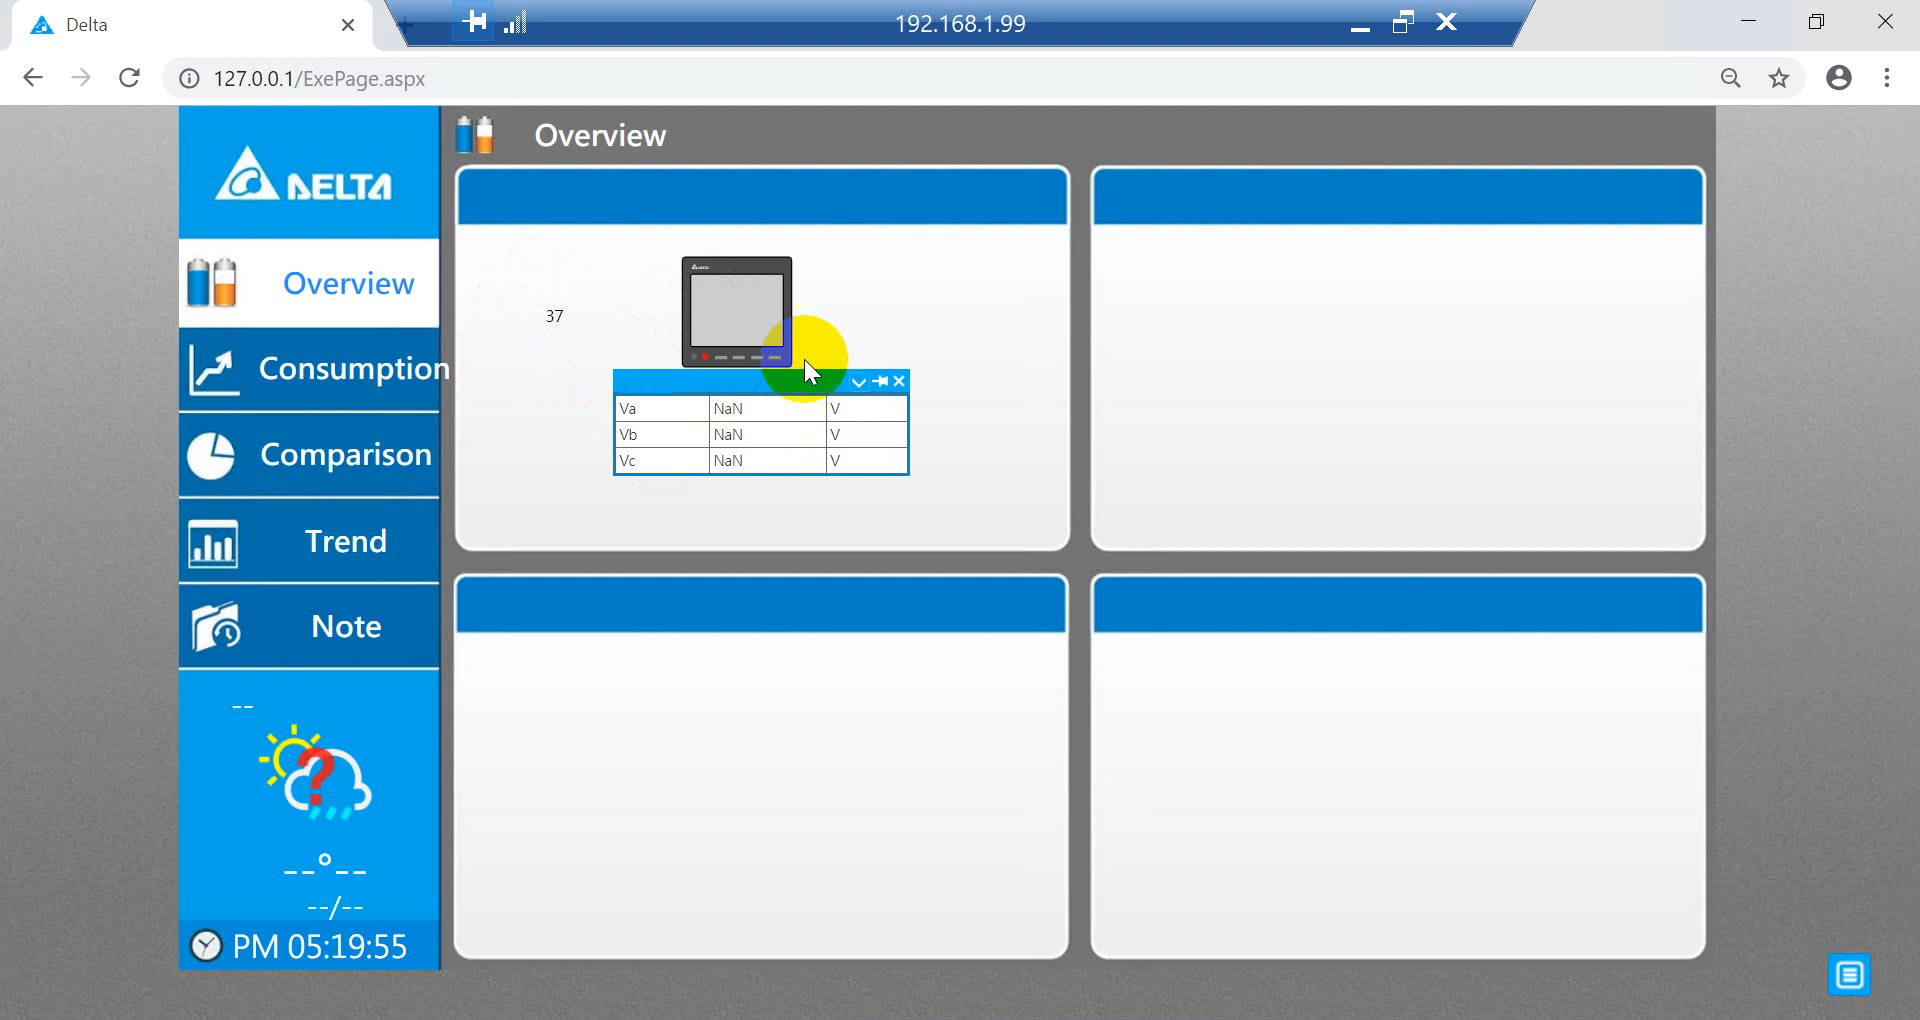 Delta
192.168.1.99
127.0.0.1/ExePage.aspx
DELTA
Overview
Overview
Consumption
Comparison
Trend
Note
--
--°--
--/--
PM 05:19:55
37
DELTA
Va NaN V
Vb NaN V
Vc NaN V